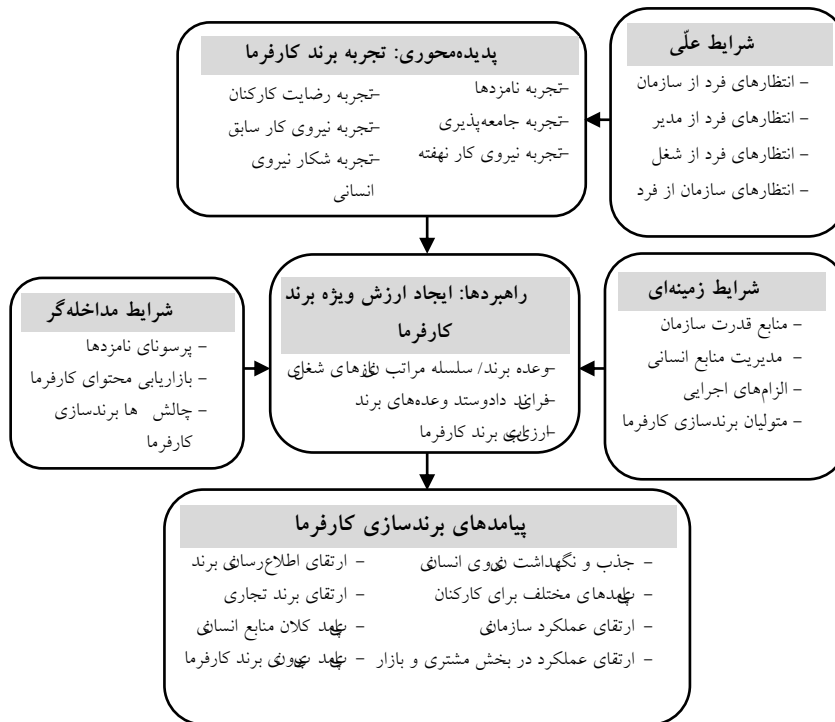 شرایط علّی
– انتظارهای فرد از سازمان
– انتظارهای فرد از مدیر
– انتظارهای فرد از شغل
– انتظارهای سازمان از فرد
پدیده‌محوری: تجربه برند کارفرما
–تجربه نامزدها
–تجربه جامعه‌پذیری
–تجربه نیروی کار نهفته
–تجربه رضایت کارکنان
–تجربه نیروی کار سابق
–تجربه شکار نیروی
انسانی
شرایط زمینه‌ای
– منابع قدرت سازمان
– مدیریت منابع انسانی
– الزام‌های اجرایی
– متولیان برندسازی کارفرما
راهبردها: ایجاد ارزش ویژه برند
کارفرما
–وعده برند/ سلسله مراتب نیازهای شغلی
–فرایند دادوستد وعده‌های برند
–ارزیابی برند کارفرما
شرایط مداخله‌گر
– پرسونای نامزدها
– بازاریابی محتوای کارفرما
– چالش ها برندسازی
کارفرما
پیامدهای برندسازی کارفرما
– جذب و نگهداشت نیروی انسانی
– پیامدهای مختلف برای کارکنان
– ارتقای عملکرد سازمانی
– ارتقای عملکرد در بخش مشتری و بازار
– ارتقای اطلاع‌رسانی برند
– ارتقای برند تجاری
– پیامد کلان منابع انسانی
– پیامد بیرونی برند کارفرما